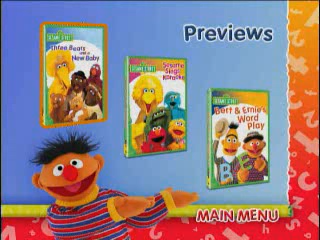 Previews
SESAME STREET
Three Bears
and a
New Baby
SESAME STREET
Sesame
Sings
Karaoke
SESAME STREET
Bert & Ernie's
Word
Play
B
E
MAIN MENU